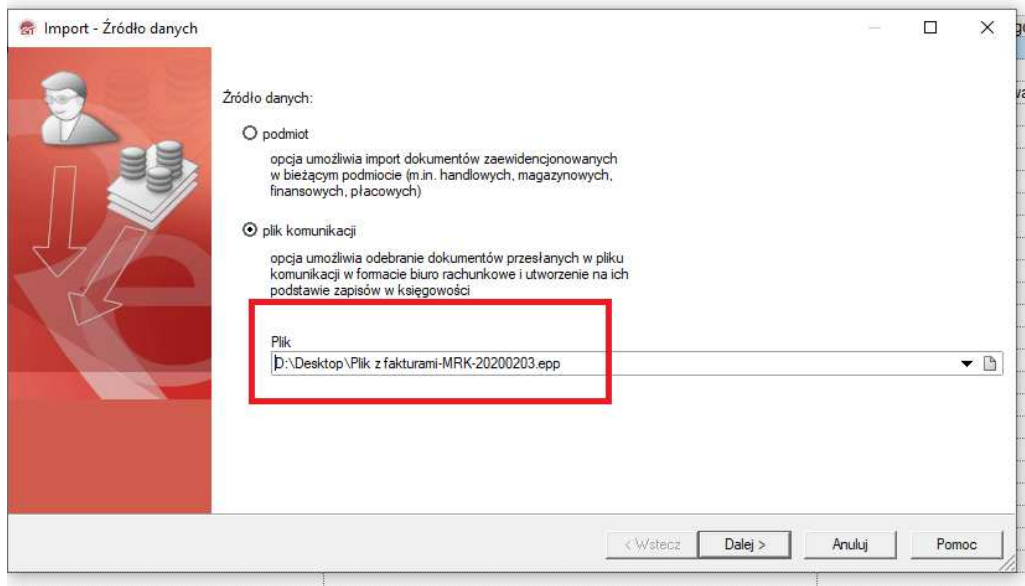 Import - Źródło danych
Źródło danych:
podmiot
opcja umożliwia import dokumentów zaewidencjonowanych
w bieżącym podmiocie (m.in. handlowych, magazynowych,
finansowych, płacowych)
plik komunikacji
opcja umożliwia odebranie dokumentów przesłanych w pliku
komunikacji w formacie biuro rachunkowe i utworzenie na ich
podstawie zapisów w księgowości
Plik
D:\Desktop\Plik z fakturami-MRK-20200203.epp
< Wstecz Dalej > Anuluj Pomoc